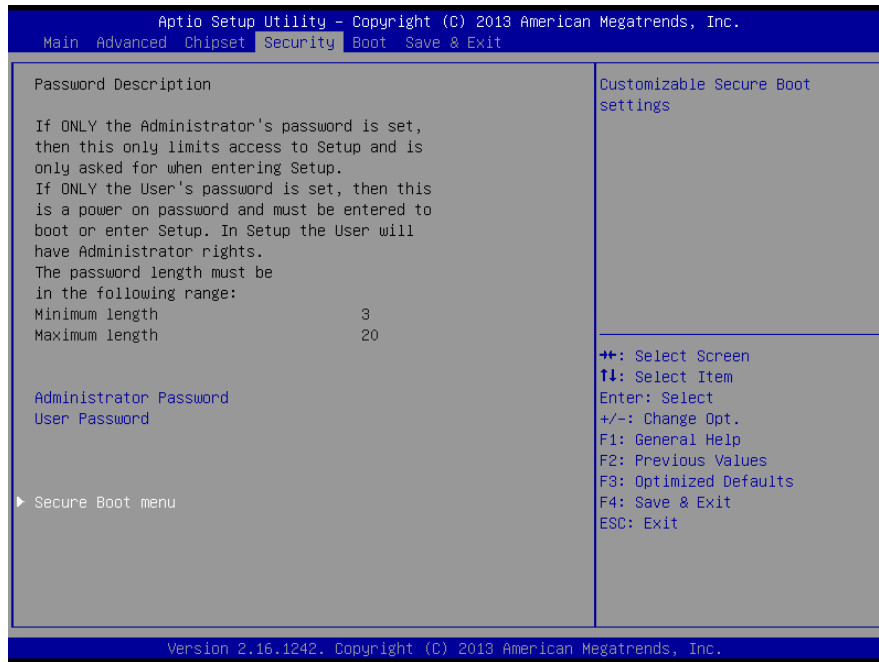 Aptio Setup Utility – Copyright (C) 2013 American Megatrends, Inc.
Main Advanced Chipset Security Boot Save & Exit
Password Description
If ONLY the Administrator's password is set,
then this only limits access to Setup and is
only asked for when entering Setup.
If ONLY the User's password is set, then this
is a power on password and must be entered to
boot or enter Setup. In Setup the User will
have Administrator rights.
The password length must be
in the following range:
Minimum length 3
Maximum length 20
Administrator Password
User Password
► Secure Boot menu
Customizable Secure Boot
settings
→←: Select Screen
↑↓: Select Item
Enter: Select
+/-: Change Opt.
F1: General Help
F2: Previous Values
F3: Optimized Defaults
F4: Save & Exit
ESC: Exit
Version 2.16.1242. Copyright (C) 2013 American Megatrends, Inc.